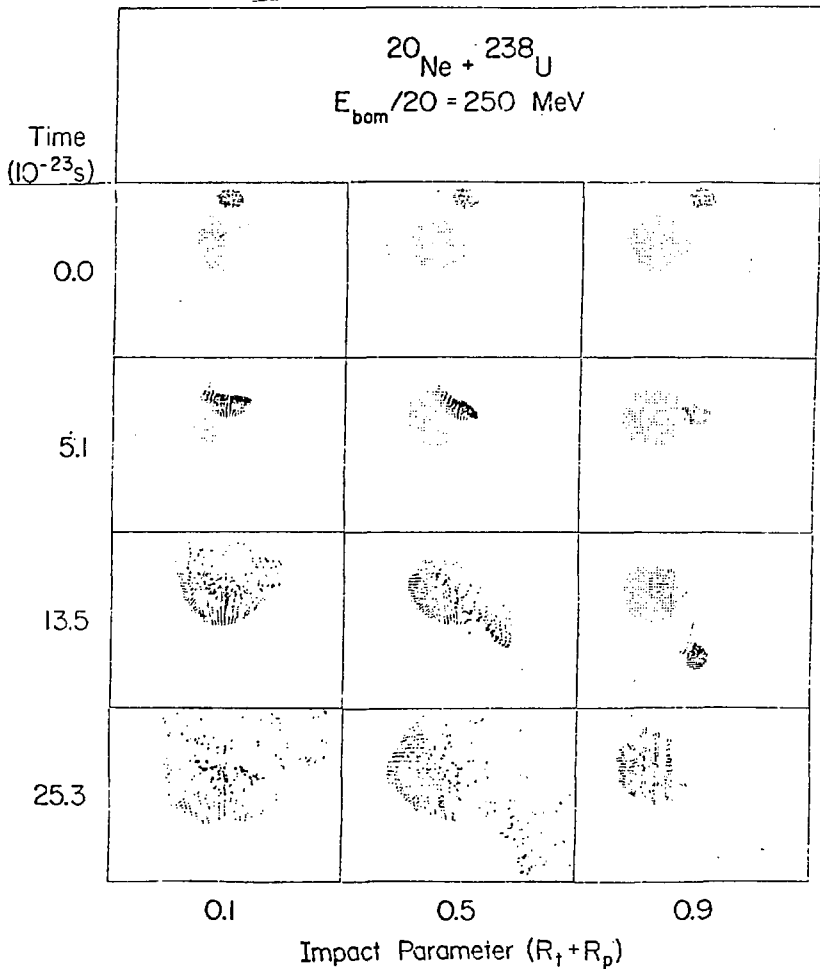 ²⁰Ne + ²³⁸U
E_bom/20 = 250 MeV
Time
(10⁻²³s)
0.0
5.1
13.5
25.3
0.1 0.5 0.9
Impact Parameter (Rₜ+Rₚ)